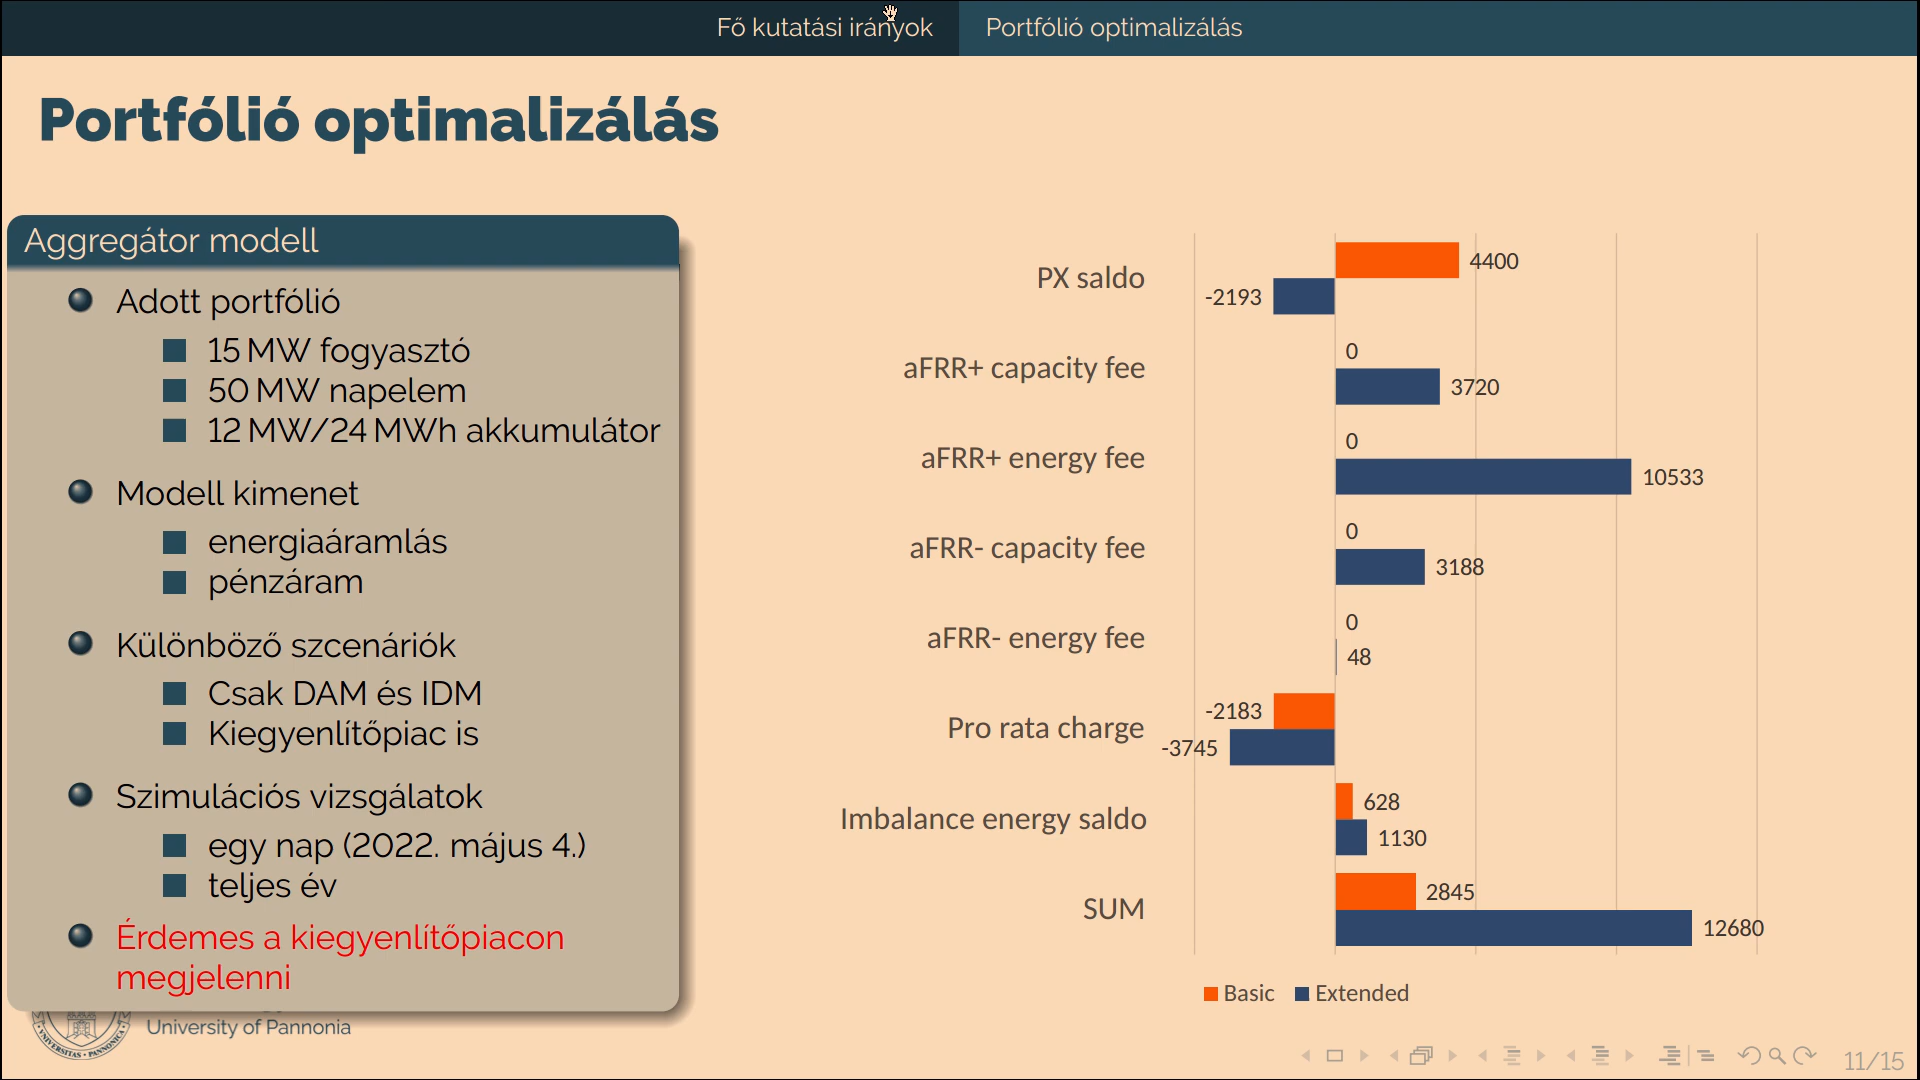 Fő kutatási irányok
Portfólió optimalizálás
Portfólió optimalizálás
Aggregátor modell
Adott portfólió
15 MW fogyasztó
50 MW napelem
12 MW/24 MWh akkumulátor
Modell kimenet
energiaáramlás
pénzáram
Különböző szcenáriók
Csak DAM és IDM
Kiegyenlítőpiac is
Szimulációs vizsgálatok
egy nap (2022. május 4.)
teljes év
Érdemes a kiegyenlítőpiacon
megjelenni
University of Pannonia
PX saldo
4400
-2193
aFRR+ capacity fee
0
3720
aFRR+ energy fee
0
10533
aFRR- capacity fee
0
3188
aFRR- energy fee
0
48
Pro rata charge
-2183
-3745
Imbalance energy saldo
628
1130
SUM
2845
12680
Basic
Extended
11/15